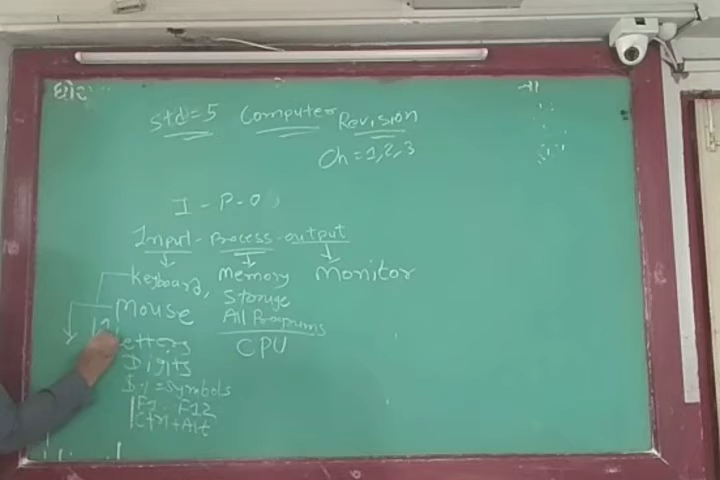 ધો
તા
Std=5 Computer Revision
Ch=1,2,3
I-P-O,
Input-process-output
Keyboard, Memory Monitor
Mouse Storage
All Programs
Letters CPU
Digits
=symbols
F1- F12
Ctrl+Alt